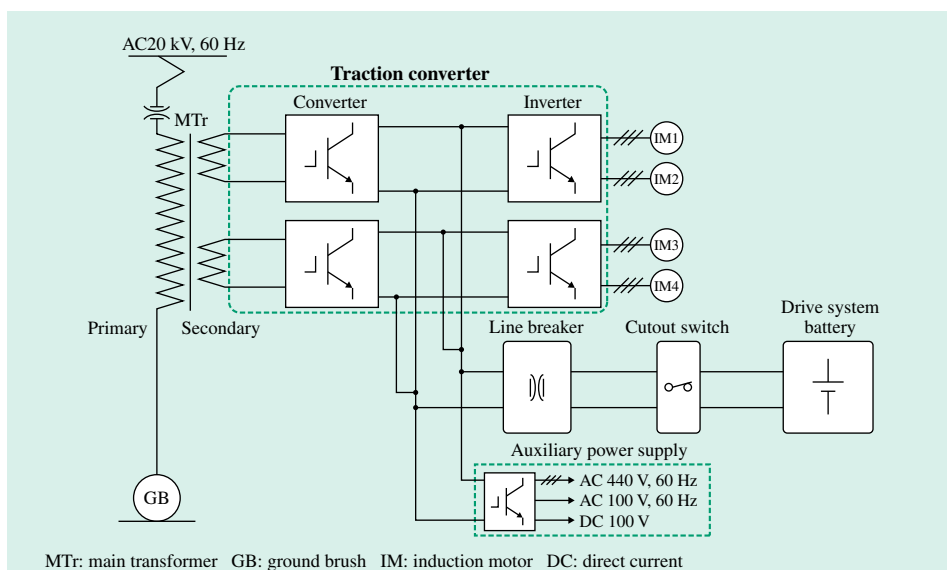 AC20 kV, 60 Hz
Traction converter
Converter
Inverter
MTr
IM1
IM2
IM3
IM4
Primary
Secondary
Line breaker
Cutout switch
Drive system
battery
Auxiliary power supply
AC 440 V, 60 Hz
AC 100 V, 60 Hz
DC 100 V
GB
MTr: main transformer GB: ground brush IM: induction motor DC: direct current